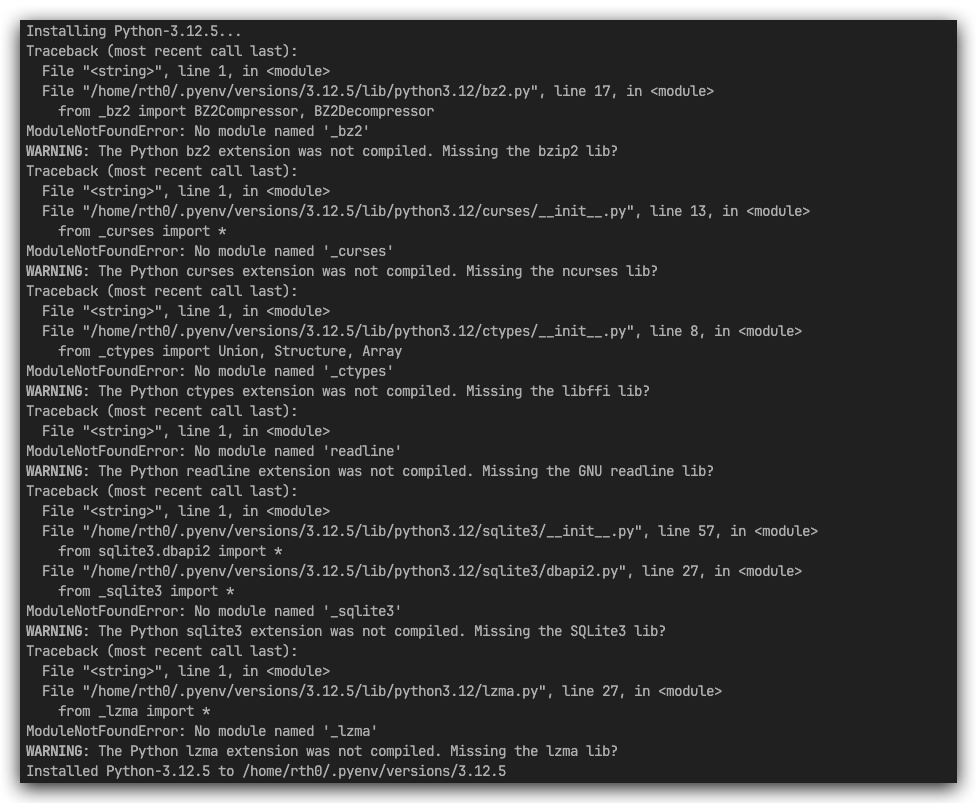 Installing Python-3.12.5...
Traceback (most recent call last):
  File "<string>", line 1, in <module>
  File "/home/rth0/.pyenv/versions/3.12.5/lib/python3.12/bz2.py", line 17, in <module>
    from _bz2 import BZ2Compressor, BZ2Decompressor
ModuleNotFoundError: No module named '_bz2'
WARNING: The Python bz2 extension was not compiled. Missing the bzip2 lib?
Traceback (most recent call last):
  File "<string>", line 1, in <module>
  File "/home/rth0/.pyenv/versions/3.12.5/lib/python3.12/curses/__init__.py", line 13, in <module>
    from _curses import *
ModuleNotFoundError: No module named '_curses'
WARNING: The Python curses extension was not compiled. Missing the ncurses lib?
Traceback (most recent call last):
  File "<string>", line 1, in <module>
  File "/home/rth0/.pyenv/versions/3.12.5/lib/python3.12/ctypes/__init__.py", line 8, in <module>
    from _ctypes import Union, Structure, Array
ModuleNotFoundError: No module named '_ctypes'
WARNING: The Python ctypes extension was not compiled. Missing the libffi lib?
Traceback (most recent call last):
  File "<string>", line 1, in <module>
ModuleNotFoundError: No module named 'readline'
WARNING: The Python readline extension was not compiled. Missing the GNU readline lib?
Traceback (most recent call last):
  File "<string>", line 1, in <module>
  File "/home/rth0/.pyenv/versions/3.12.5/lib/python3.12/sqlite3/__init__.py", line 57, in <module>
    from sqlite3.dbapi2 import *
  File "/home/rth0/.pyenv/versions/3.12.5/lib/python3.12/sqlite3/dbapi2.py", line 27, in <module>
    from _sqlite3 import *
ModuleNotFoundError: No module named '_sqlite3'
WARNING: The Python sqlite3 extension was not compiled. Missing the SQLite3 lib?
Traceback (most recent call last):
  File "<string>", line 1, in <module>
  File "/home/rth0/.pyenv/versions/3.12.5/lib/python3.12/lzma.py", line 27, in <module>
    from _lzma import *
ModuleNotFoundError: No module named '_lzma'
WARNING: The Python lzma extension was not compiled. Missing the lzma lib?
Installed Python-3.12.5 to /home/rth0/.pyenv/versions/3.12.5